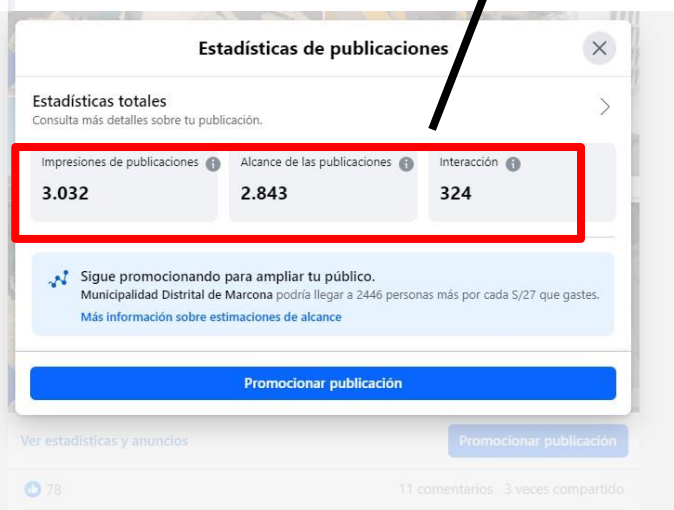 Estadísticas de publicaciones
Estadísticas totales
Consulta más detalles sobre tu publicación.
Impresiones de publicaciones
Alcance de las publicaciones
Interacción
3.032
2.843
324
Sigue promocionando para ampliar tu público.
Municipalidad Distrital de Marcona podría llegar a 2446 personas más por cada S/27 que gastes.
Más información sobre estimaciones de alcance
Promocionar publicación
Ver estadísticas y anuncios
Promocionar publicación
78
11 comentarios 3 veces compartido